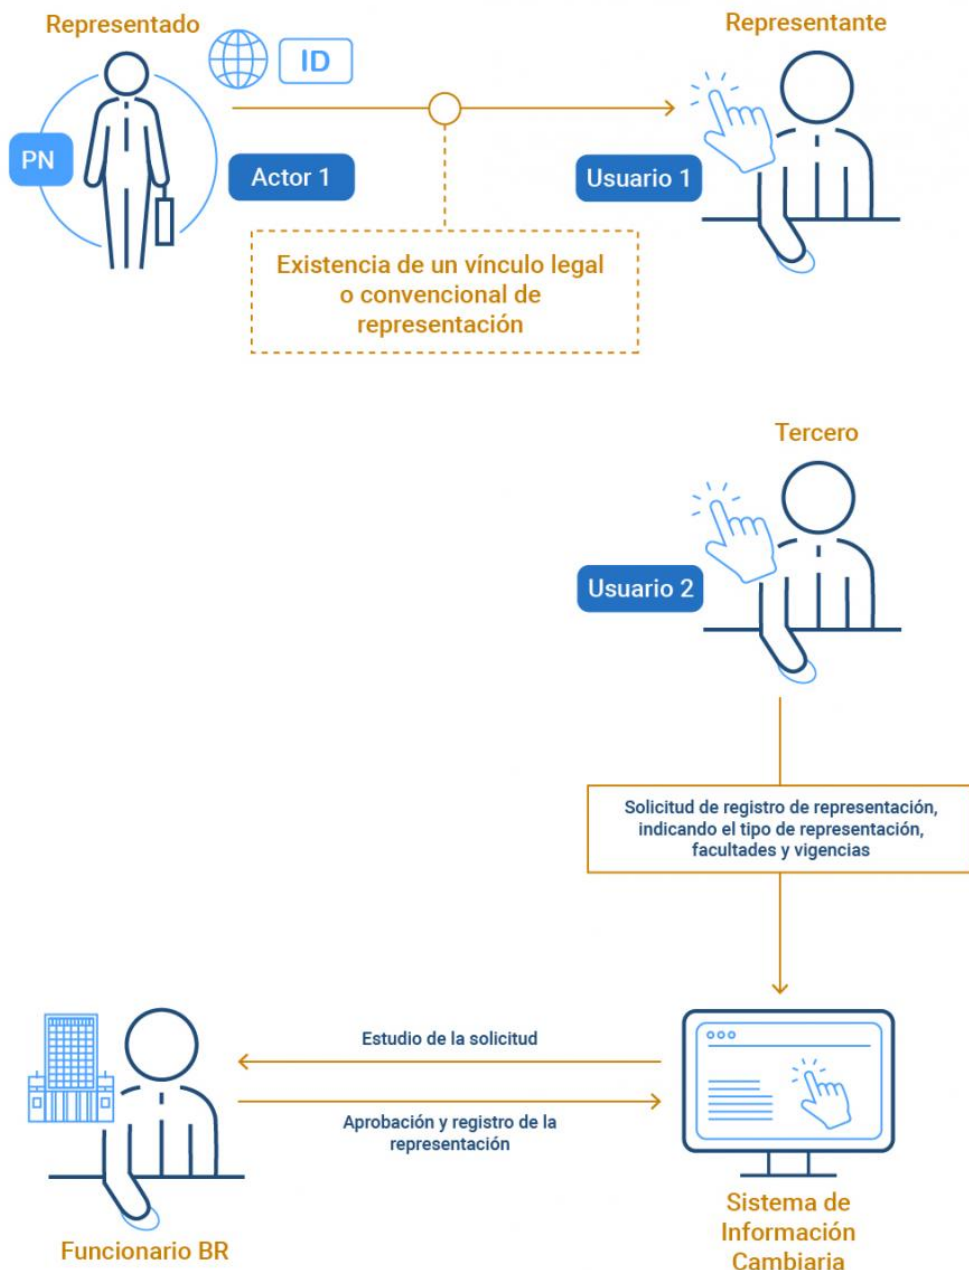 Representado
Representante
ID
PN
Actor 1
Usuario 1
Existencia de un vínculo legal
o convencional de
representación
Tercero
Usuario 2
Solicitud de registro de representación,
indicando el tipo de representación,
facultades y vigencias
Estudio de la solicitud
Aprobación y registro de la
representación
Funcionario BR
Sistema de
Información
Cambiaria